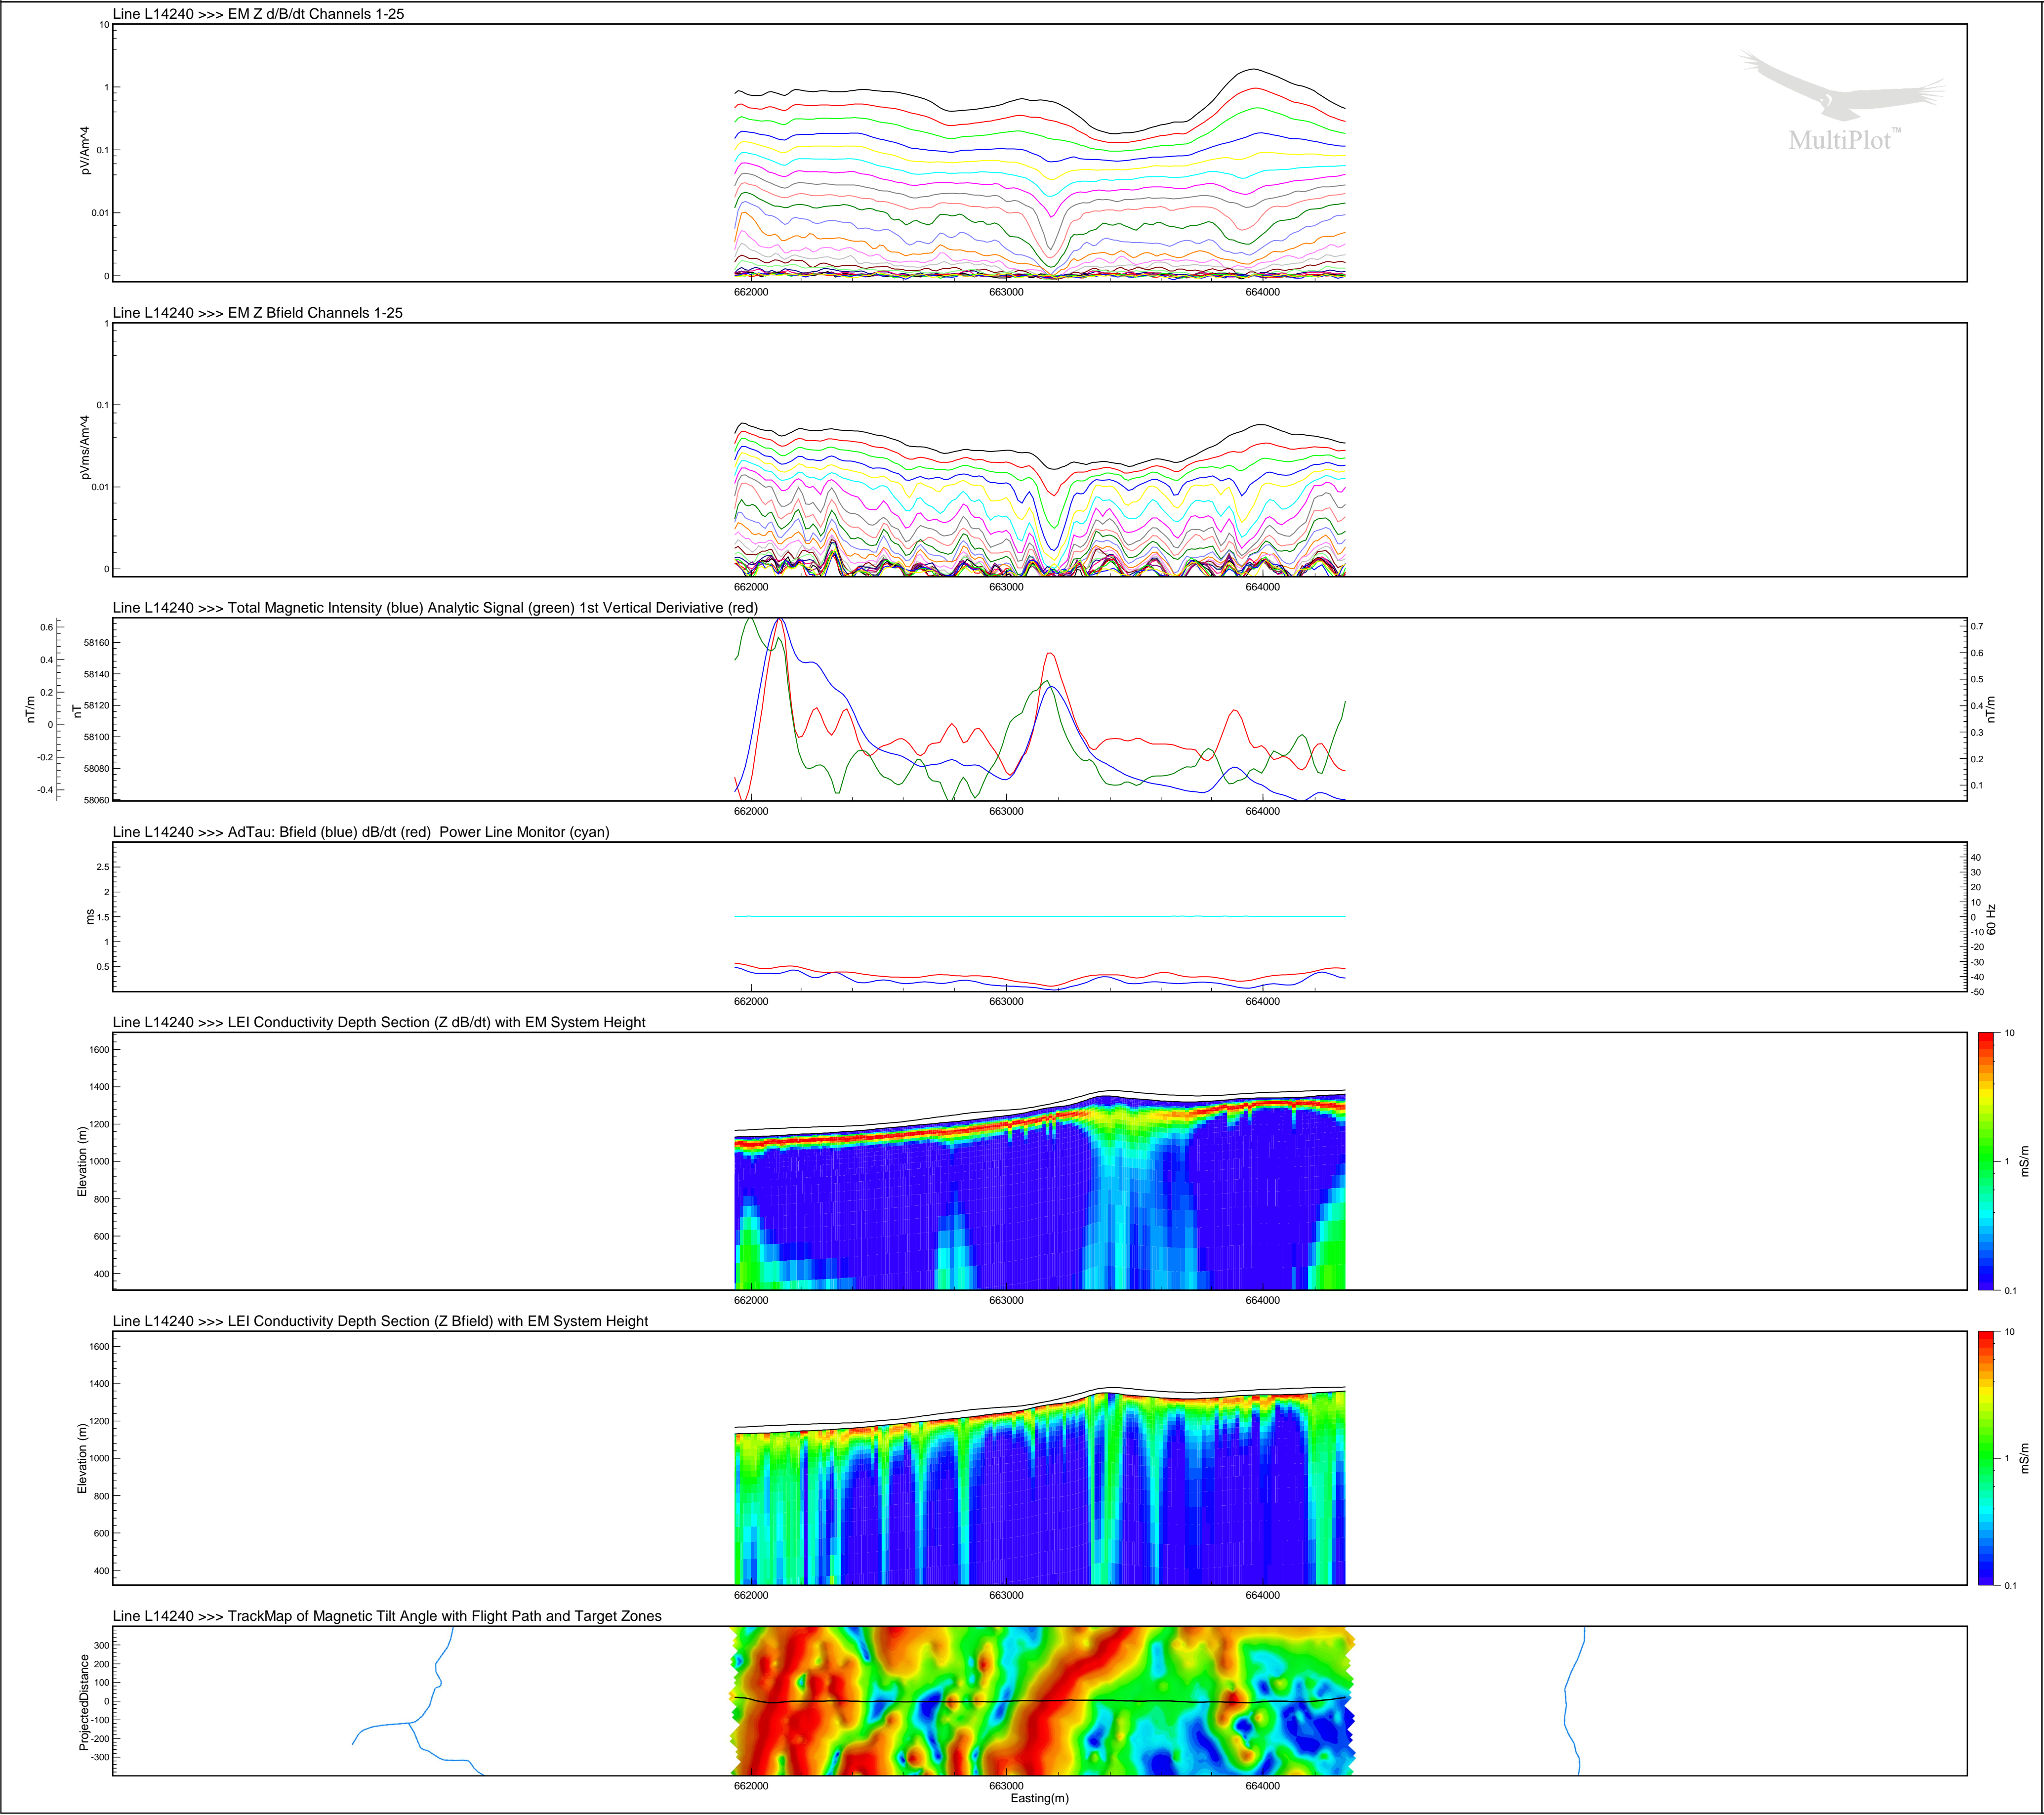 Line L14240 >>> EM Z d/B/dt Channels 1-25
10
1
0.1
0.01
0
pV/Am^4
662000 663000 664000
MultiPlot™
Line L14240 >>> EM Z Bfield Channels 1-25
1
0.1
0.01
0
pVms/Am^4
662000 663000 664000
Line L14240 >>> Total Magnetic Intensity (blue) Analytic Signal (green) 1st Vertical Deriviative (red)
0.6
0.4
0.2
0
-0.2
-0.4
nT/m
58160
58140
58120
58100
58080
58060
nT
0.7
0.6
0.5
0.4
0.3
0.2
0.1
nT/m
662000 663000 664000
Line L14240 >>> AdTau: Bfield (blue) dB/dt (red) Power Line Monitor (cyan)
2.5
2
1.5
1
0.5
ms
40
30
20
10
0
-10
-20
-30
-40
-50
60 Hz
662000 663000 664000
Line L14240 >>> LEI Conductivity Depth Section (Z dB/dt) with EM System Height
1600
1400
1200
1000
800
600
400
Elevation (m)
10
1
0.1
mS/m
662000 663000 664000
Line L14240 >>> LEI Conductivity Depth Section (Z Bfield) with EM System Height
1600
1400
1200
1000
800
600
400
Elevation (m)
10
1
0.1
mS/m
662000 663000 664000
Line L14240 >>> TrackMap of Magnetic Tilt Angle with Flight Path and Target Zones
300
200
100
0
-100
-200
-300
ProjectedDistance
662000 663000 664000
Easting(m)